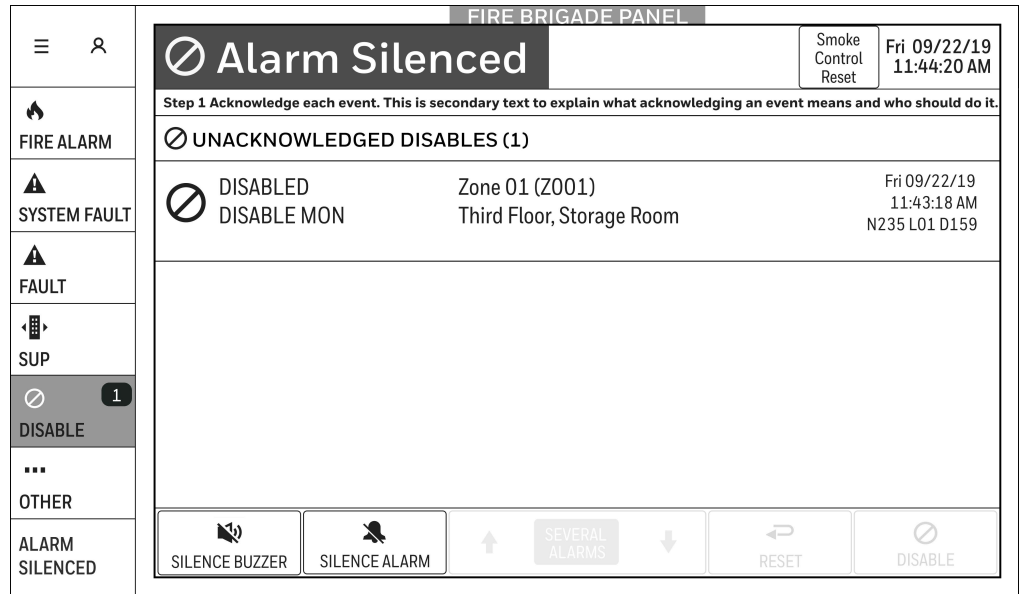 FIRE BRIGADE PANEL
Alarm Silenced
Smoke
Control
Reset
Fri 09/22/19
11:44:20 AM
Step 1 Acknowledge each event. This is secondary text to explain what acknowledging an event means and who should do it.
UNACKNOWLEDGED DISABLES (1)
DISABLED
DISABLE MON
Zone 01 (Z001)
Third Floor, Storage Room
Fri 09/22/19
11:43:18 AM
N235 L01 D159
FIRE ALARM
SYSTEM FAULT
FAULT
SUP
1
DISABLE
OTHER
ALARM
SILENCED
SILENCE BUZZER
SILENCE ALARM
SEVERAL
ALARMS
RESET
DISABLE